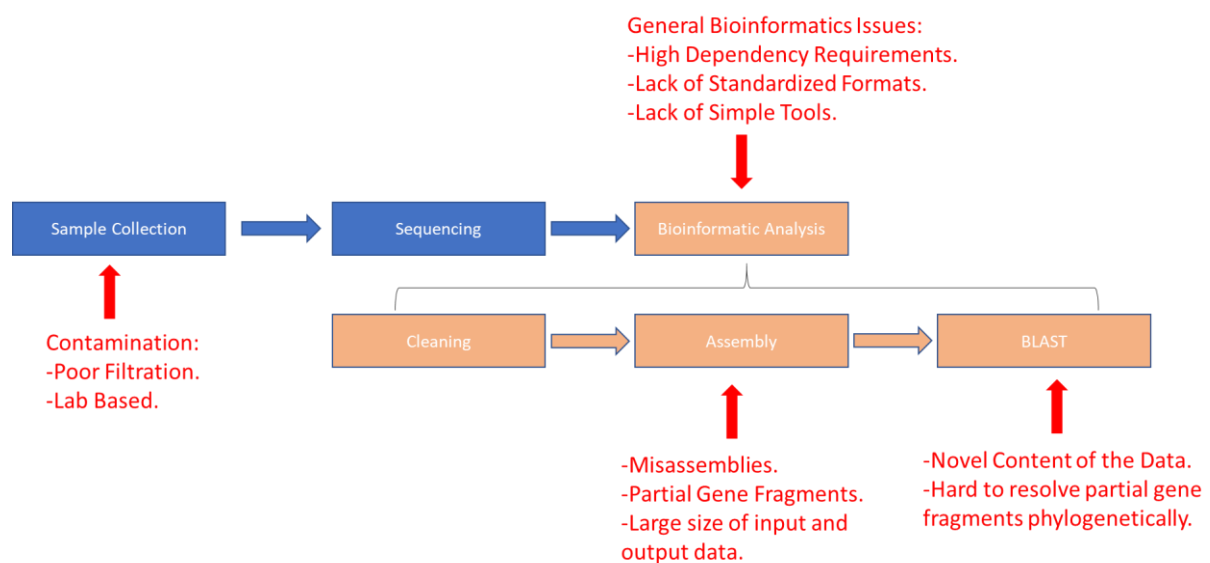 General Bioinformatics Issues:
-High Dependency Requirements.
-Lack of Standardized Formats.
-Lack of Simple Tools.
Sample Collection
Sequencing
Bioinformatic Analysis
Contamination:
-Poor Filtration.
-Lab Based.
Cleaning
Assembly
BLAST
-Misassemblies.
-Partial Gene Fragments.
-Large size of input and
output data.
-Novel Content of the Data.
-Hard to resolve partial gene
fragments phylogenetically.